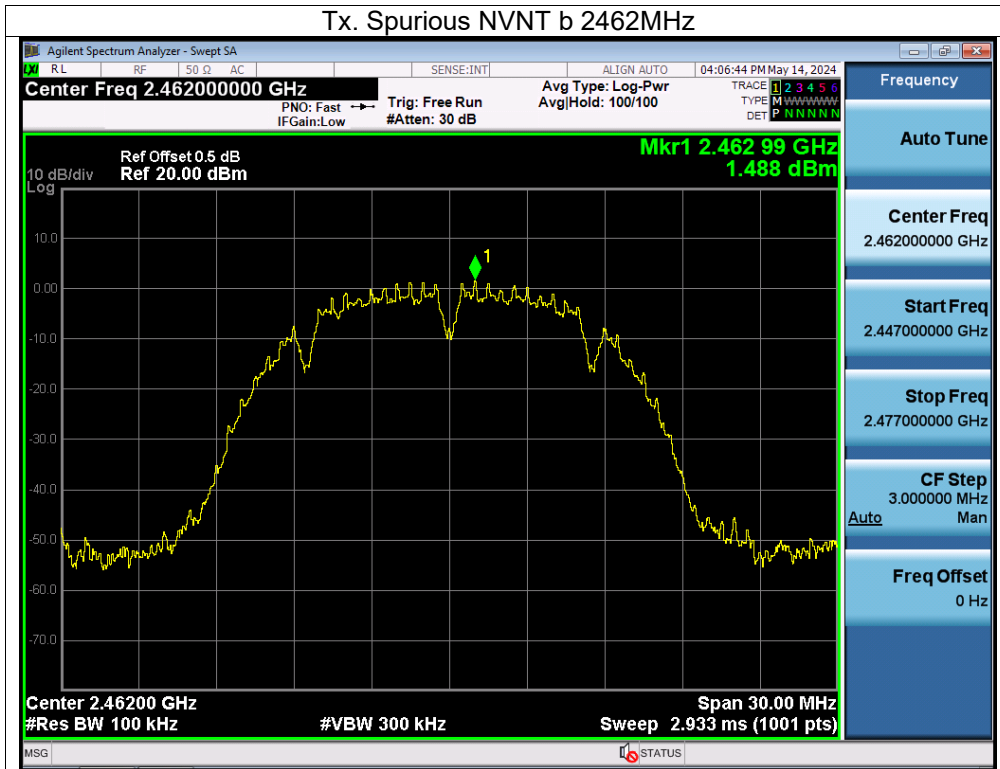 Tx. Spurious NVNT b 2462MHz
Agilent Spectrum Analyzer - Swept SA
LXI RL RF 50 Ω AC SENSE:INT ALIGN AUTO 04:06:44 PM May 14, 2024
Center Freq 2.462000000 GHz
PNO: Fast
IFGain:Low
Trig: Free Run
#Atten: 30 dB
Avg Type: Log-Pwr
Avg|Hold: 100/100
TRACE 1 2 3 4 5 6
TYPE M WWWWW
DET P N N N N N
Frequency
Mkr1 2.462 99 GHz
1.488 dBm
Ref Offset 0.5 dB
10 dB/div Ref 20.00 dBm
Log
10.0
0.00
-10.0
-20.0
-30.0
-40.0
-50.0
-60.0
-70.0
1
Center 2.46200 GHz Span 30.00 MHz
#Res BW 100 kHz #VBW 300 kHz Sweep 2.933 ms (1001 pts)
Auto Tune
Center Freq
2.462000000 GHz
Start Freq
2.447000000 GHz
Stop Freq
2.477000000 GHz
CF Step
3.000000 MHz
Auto Man
Freq Offset
0 Hz
MSG STATUS